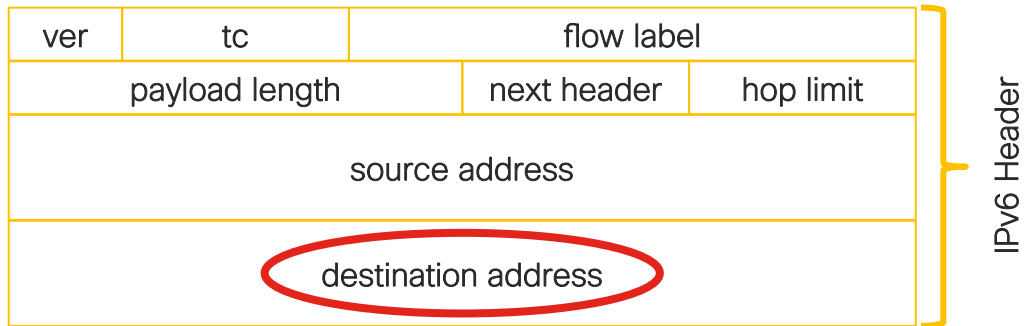 ver tc flow label
payload length next header hop limit
source address
destination address
IPv6 Header